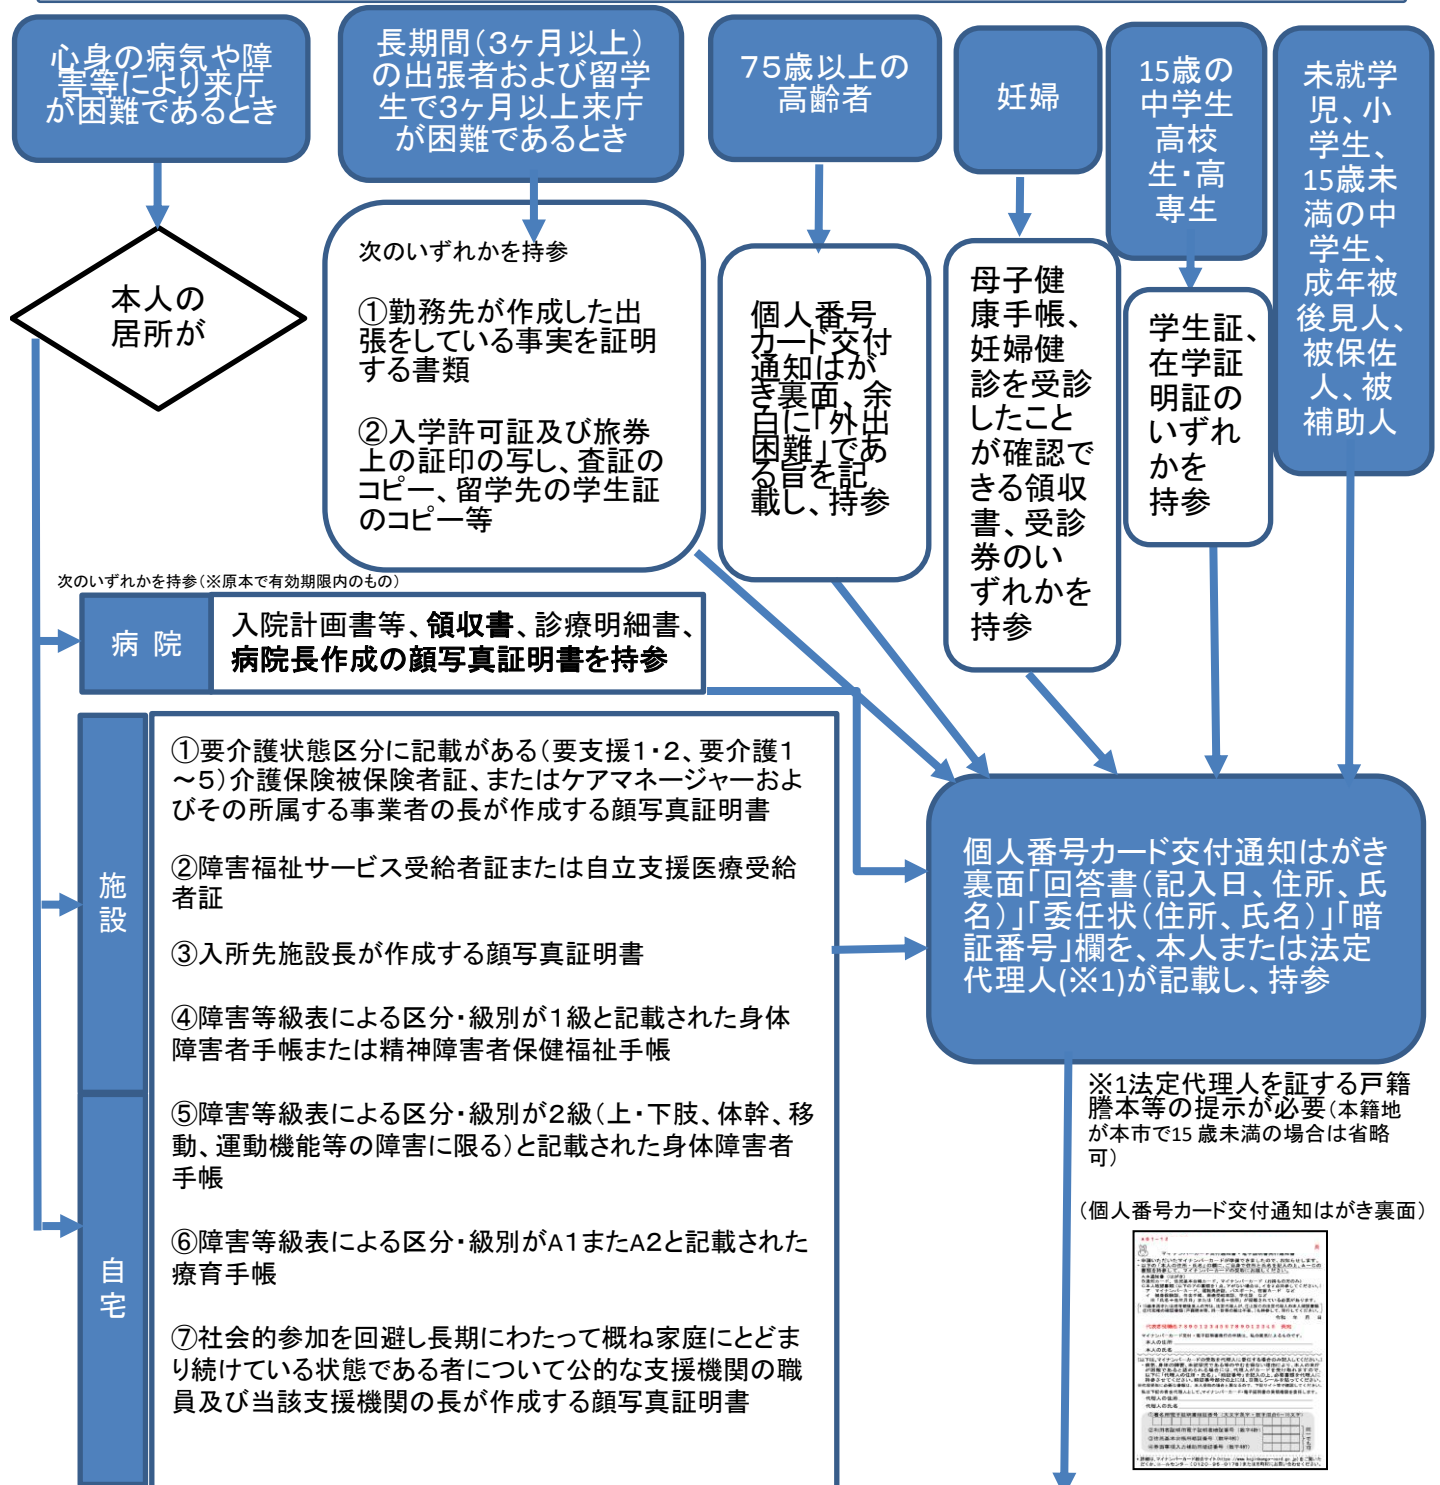 心身の病気や障
害等により来庁
が困難であるとき
長期間(3ヶ月以上)
の出張者および留学
生で3ヶ月以上来庁
が困難であるとき
75歳以上の
高齢者
妊婦
15歳の
中学生
高校
生・高
専生
未就学
児、小
学生、
15歳未
満の中
学生、
成年被
後見人、
被保佐
人、被
補助人
本人の
居所が
次のいずれかを持参
①勤務先が作成した出
張をしている事実を証明
する書類
②入学許可証及び旅券
上の証印の写し、査証の
コピー、留学先の学生証
のコピー等
個人番号
カード交付
通知はが
き裏面、余
白に「外出
困難」であ
る旨を記
載し、持参
母子健
康手帳、
妊婦健
診を受診
したこと
が確認で
きる領収
書、受診
券のい
ずれかを
持参
学生証、
在学証
明証の
いずれ
かを
持参
次のいずれかを持参(※原本で有効期限内のもの)
病 院
入院計画書等、領収書、診療明細書、
病院長作成の顔写真証明書を持参
施
設
自
宅
①要介護状態区分に記載がある(要支援1・2、要介護1
～5)介護保険被保険者証、またはケアマネージャーおよ
びその所属する事業者の長が作成する顔写真証明書
②障害福祉サービス受給者証または自立支援医療受給
者証
③入所先施設長が作成する顔写真証明書
④障害等級表による区分・級別が1級と記載された身体
障害者手帳または精神障害者保健福祉手帳
⑤障害等級表による区分・級別が2級(上・下肢、体幹、移
動、運動機能等の障害に限る)と記載された身体障害者
手帳
⑥障害等級表による区分・級別がA1またA2と記載された
療育手帳
⑦社会的参加を回避し長期にわたって概ね家庭にとどま
り続けている状態である者について公的な支援機関の職
員及び当該支援機関の長が作成する顔写真証明書
個人番号カード交付通知はがき
裏面「回答書(記入日、住所、氏
名)」「委任状(住所、氏名)」「暗
証番号」欄を、本人または法定
代理人(※1)が記載し、持参
※1法定代理人を証する戸籍
謄本等の提示が必要(本籍地
が本市で15 歳未満の場合は省略
可)
(個人番号カード交付通知はがき裏面)
本人の住所
本人の氏名
代理人の住所
代理人の氏名